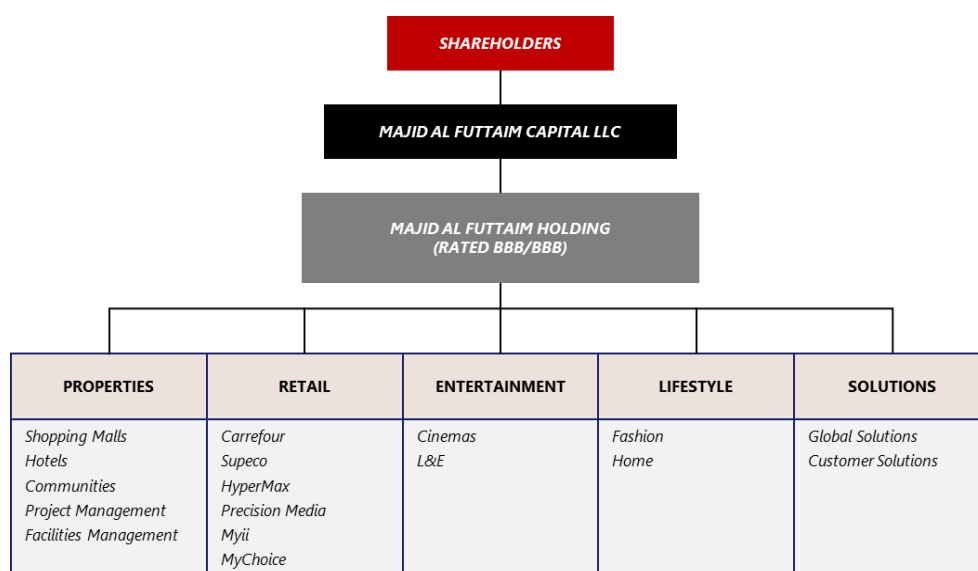 SHAREHOLDERS
MAJID AL FUTTAIM CAPITAL LLC
MAJID AL FUTTAIM HOLDING
(RATED BBB/BBB)
PROPERTIES
Shopping Malls
Hotels
Communities
Project Management
Facilities Management
RETAIL
Carrefour
Supeco
HyperMax
Precision Media
Myii
MyChoice
ENTERTAINMENT
Cinemas
L&E
LIFESTYLE
Fashion
Home
SOLUTIONS
Global Solutions
Customer Solutions